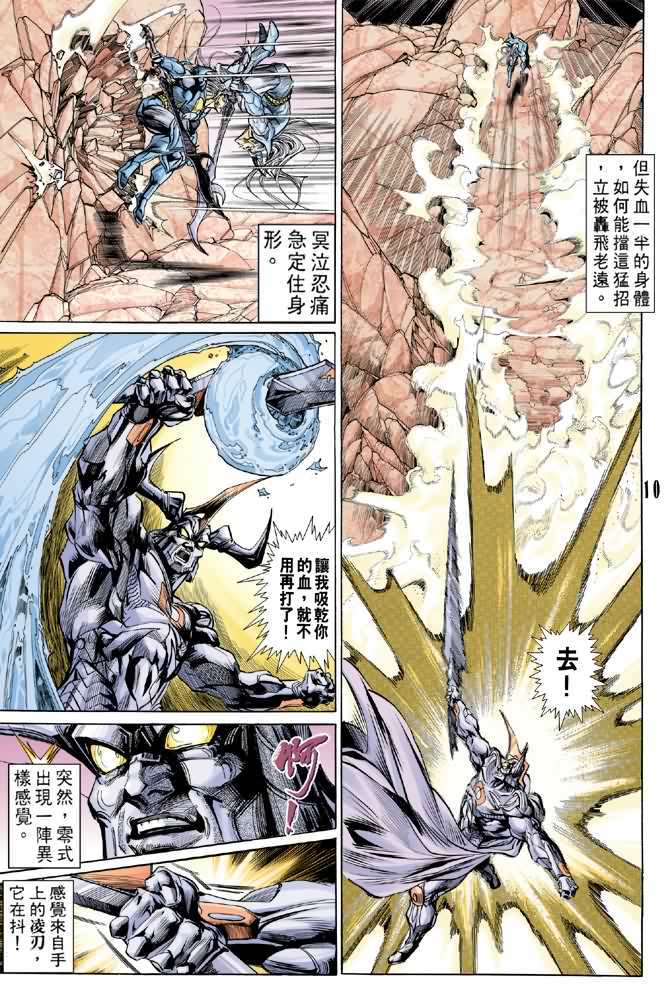 但失血一半的身體
，如何能擋這猛招
，立被轟飛老遠。
去！
10
冥泣忍痛
急定住身
形。
讓我吸乾你
的血，就不
用再打了！
啊！
突然，零式
出現一陣異
樣感覺。
感覺來自手
上的凌刃，
它在抖！